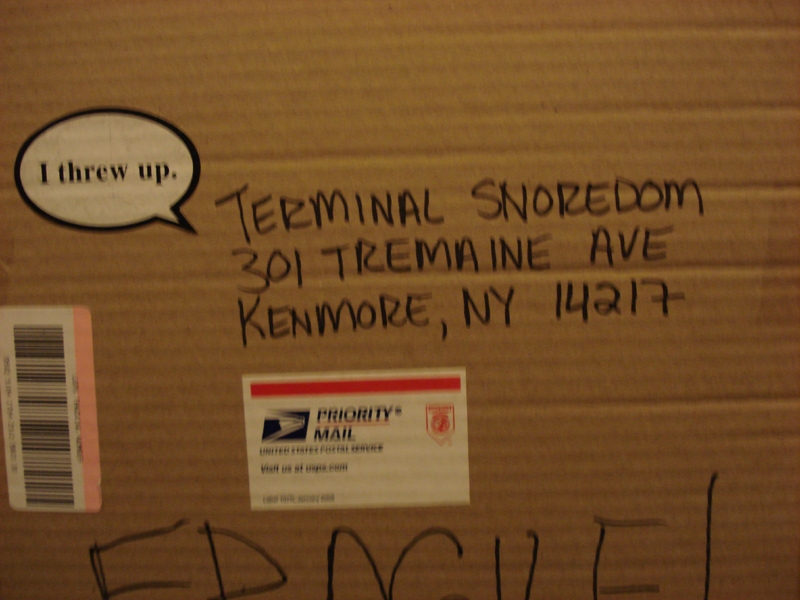 I threw up.
TERMINAL SNOREDOM
301 TREMAINE AVE
KENMORE, NY 14217
PRIORITY®
MAIL
UNITED STATES POSTAL SERVICE
Visit us at usps.com